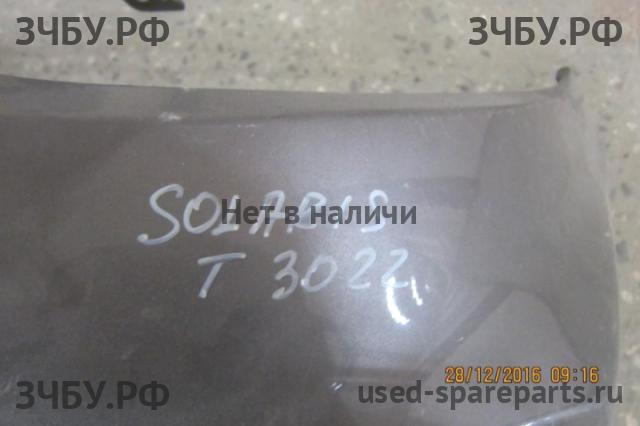 ЗЧБУ.РФ ЗЧБУ.РФ
SOLARIS
Нет в наличи
T 3022
28/12/2016 09:16
ЗЧБУ.РФ used-spareparts.ru